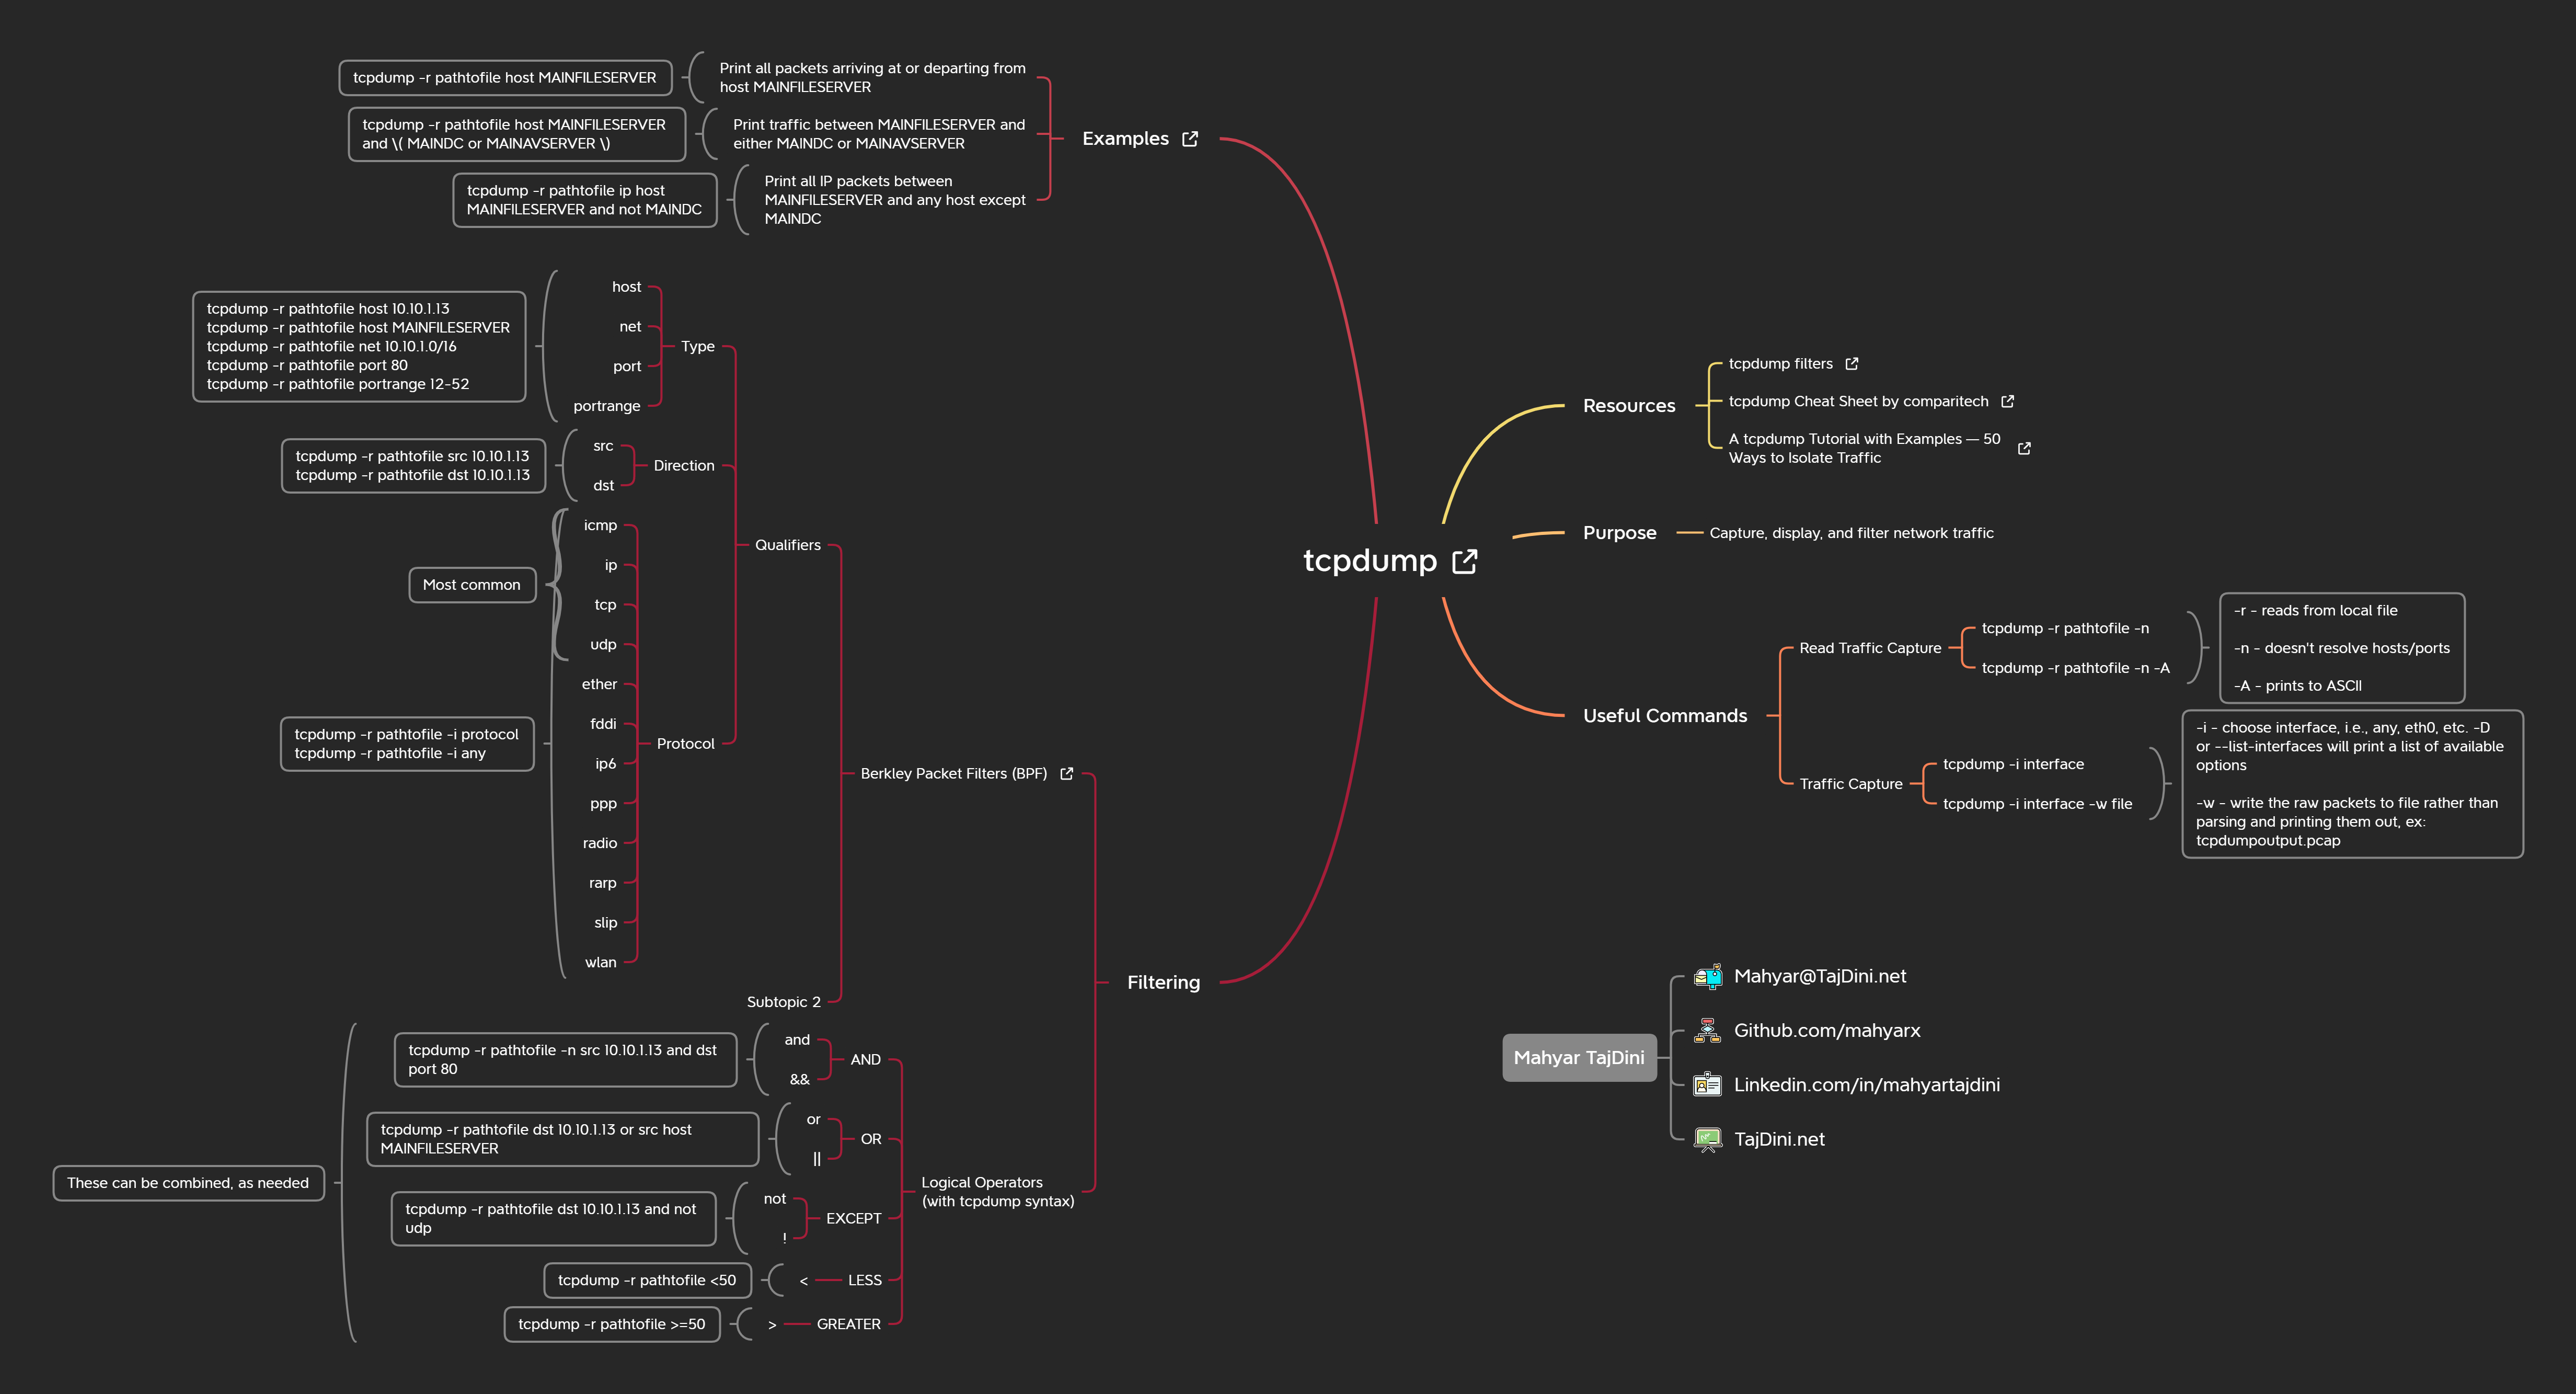 tcpdump
Examples
Print all packets arriving at or departing from
host MAINFILESERVER
tcpdump -r pathtofile host MAINFILESERVER
Print traffic between MAINFILESERVER and
either MAINDC or MAINAVSERVER
tcpdump -r pathtofile host MAINFILESERVER
and \( MAINDC or MAINAVSERVER \)
Print all IP packets between
MAINFILESERVER and any host except
MAINDC
tcpdump -r pathtofile ip host
MAINFILESERVER and not MAINDC
Filtering
Berkley Packet Filters (BPF)
Qualifiers
Type
host
net
port
portrange
tcpdump -r pathtofile host 10.10.1.13
tcpdump -r pathtofile host MAINFILESERVER
tcpdump -r pathtofile net 10.10.1.0/16
tcpdump -r pathtofile port 80
tcpdump -r pathtofile portrange 12-52
Direction
src
dst
tcpdump -r pathtofile src 10.10.1.13
tcpdump -r pathtofile dst 10.10.1.13
Protocol
icmp
ip
tcp
udp
Most common
ether
fddi
ip6
ppp
radio
rarp
slip
wlan
tcpdump -r pathtofile -i protocol
tcpdump -r pathtofile -i any
Subtopic 2
Logical Operators
(with tcpdump syntax)
AND
and
&&
tcpdump -r pathtofile -n src 10.10.1.13 and dst
port 80
OR
or
||
tcpdump -r pathtofile dst 10.10.1.13 or src host
MAINFILESERVER
EXCEPT
not
!
tcpdump -r pathtofile dst 10.10.1.13 and not
udp
LESS
<
tcpdump -r pathtofile <50
GREATER
>
tcpdump -r pathtofile >=50
These can be combined, as needed
Resources
tcpdump filters
tcpdump Cheat Sheet by comparitech
A tcpdump Tutorial with Examples — 50
Ways to Isolate Traffic
Purpose
Capture, display, and filter network traffic
Useful Commands
Read Traffic Capture
tcpdump -r pathtofile -n
tcpdump -r pathtofile -n -A
-r - reads from local file
-n - doesn't resolve hosts/ports
-A - prints to ASCII
Traffic Capture
tcpdump -i interface
tcpdump -i interface -w file
-i - choose interface, i.e., any, eth0, etc. -D
or --list-interfaces will print a list of available
options
-w - write the raw packets to file rather than
parsing and printing them out, ex:
tcpdumpoutput.pcap
Mahyar TajDini
Mahyar@TajDini.net
Github.com/mahyarx
Linkedin.com/in/mahyartajdini
TajDini.net